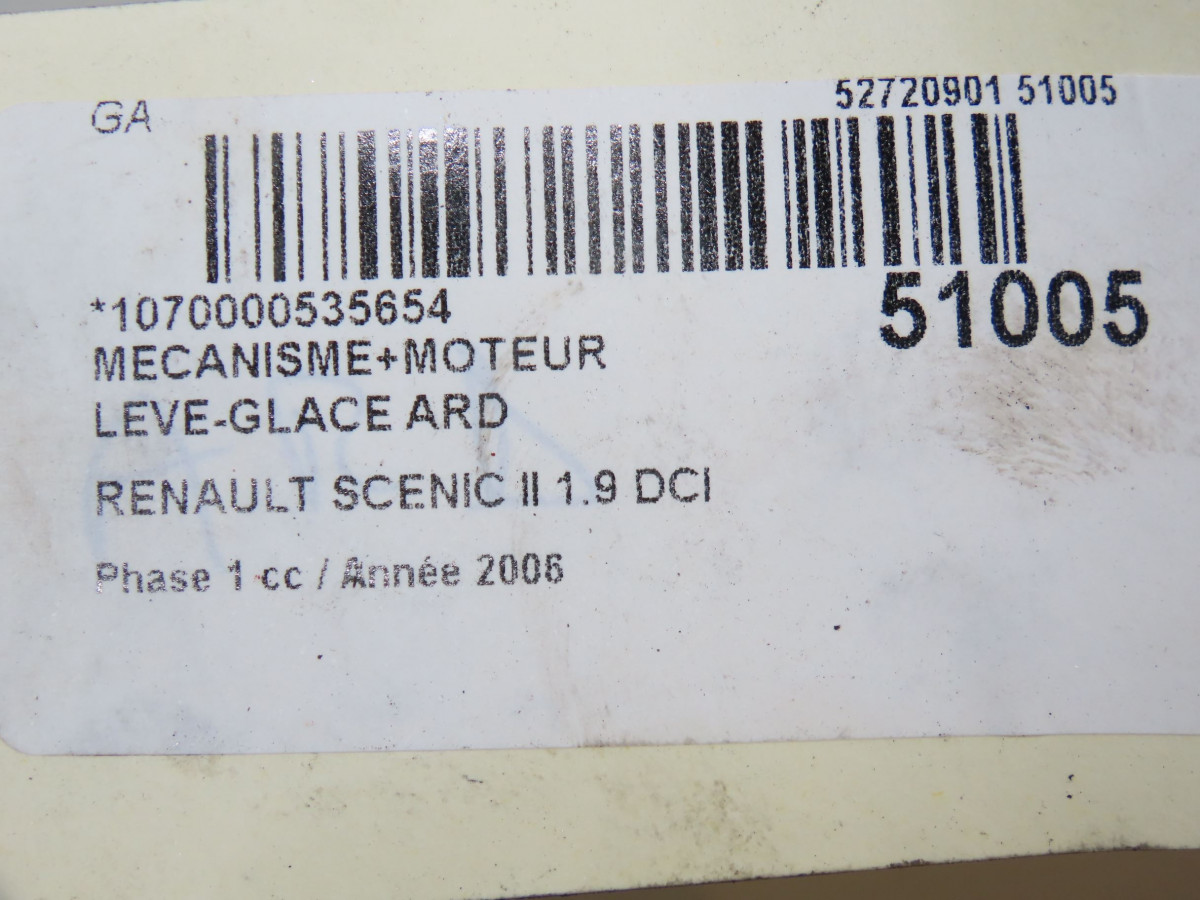 GA
52720901 51005
*1070000535654
51005
MECANISME+MOTEUR
LEVE-GLACE ARD
RENAULT SCENIC II 1.9 DCI
Phase 1 cc / Année 2006